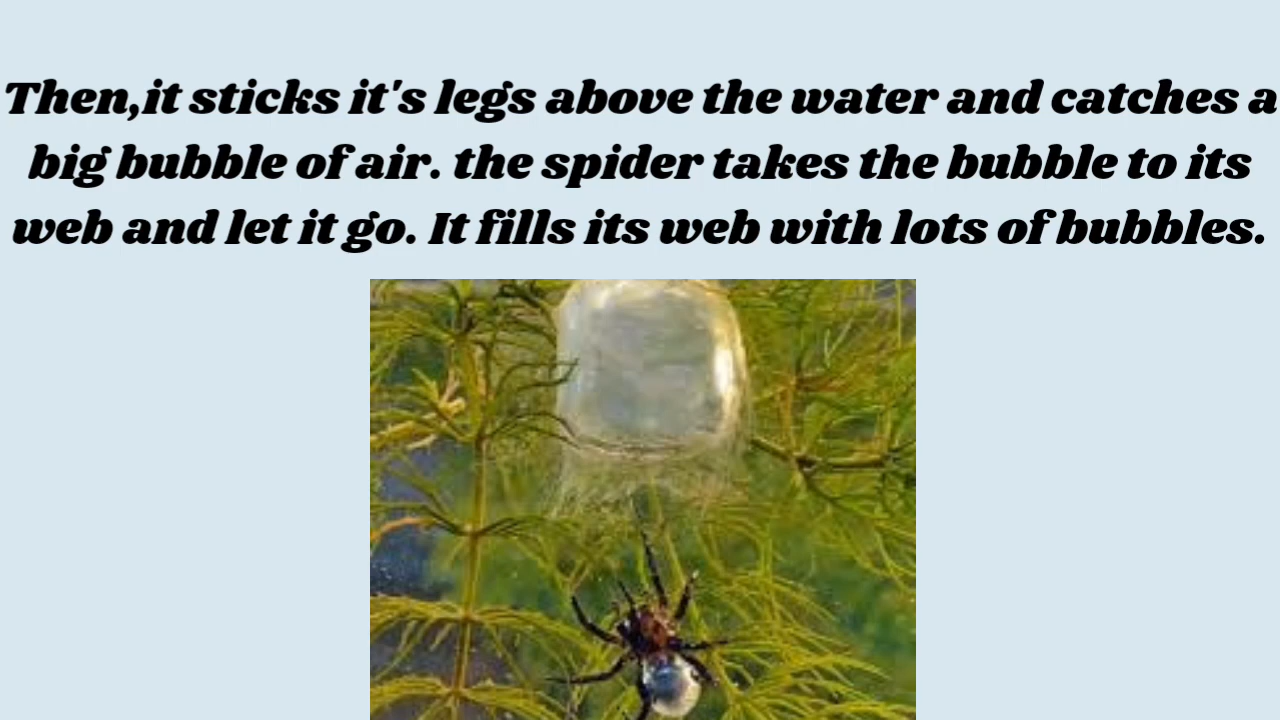 Then,it sticks it's legs above the water and catches a
big bubble of air. the spider takes the bubble to its
web and let it go. It fills its web with lots of bubbles.